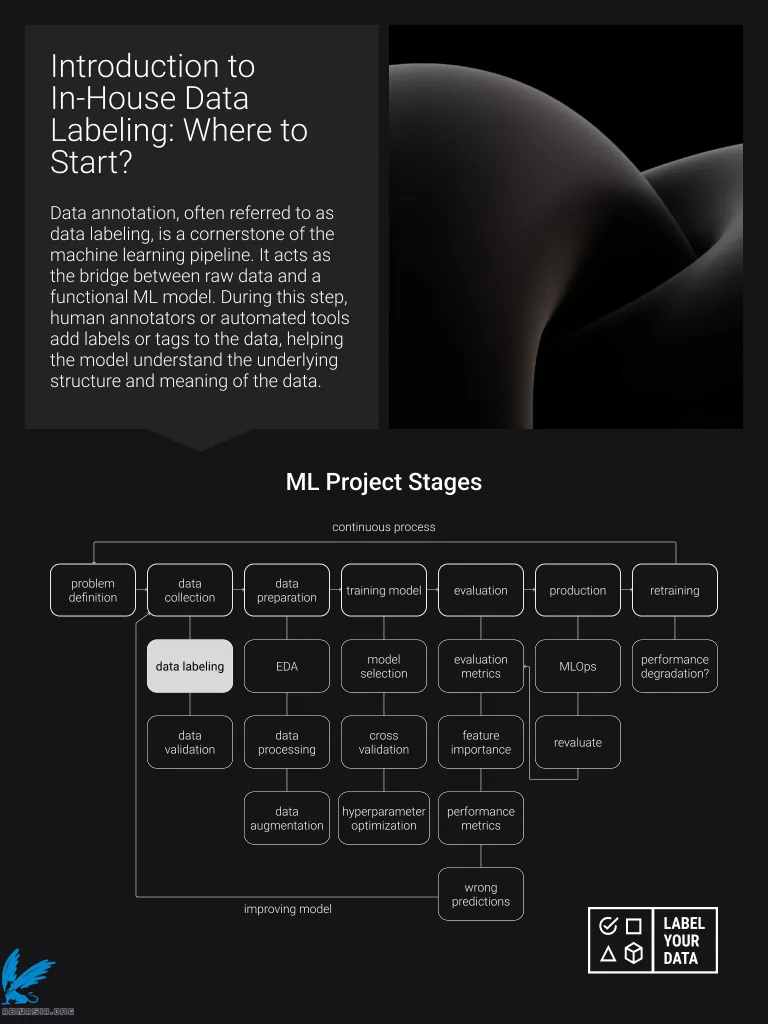 Introduction to
In-House Data
Labeling: Where to
Start?
Data annotation, often referred to as
data labeling, is a cornerstone of the
machine learning pipeline. It acts as
the bridge between raw data and a
functional ML model. During this step,
human annotators or automated tools
add labels or tags to the data, helping
the model understand the underlying
structure and meaning of the data.
ML Project Stages
continuous process
problem
definition
data
collection
data
preparation
training model
evaluation
production
retraining
data labeling
EDA
model
selection
evaluation
metrics
MLOps
performance
degradation?
data
validation
data
processing
cross
validation
feature
importance
revaluate
data
augmentation
hyperparameter
optimization
performance
metrics
wrong
predictions
improving model
LABEL
YOUR
DATA
ABMASIA.ORG